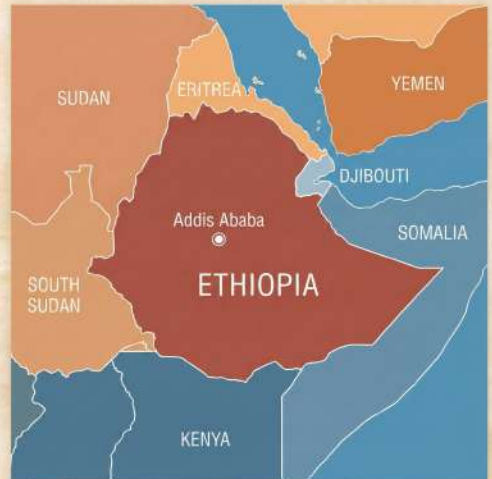 SUDAN
ERITREA
YEMEN
DJIBOUTI
Addis Ababa
SOMALIA
ETHIOPIA
SOUTH
SUDAN
KENYA